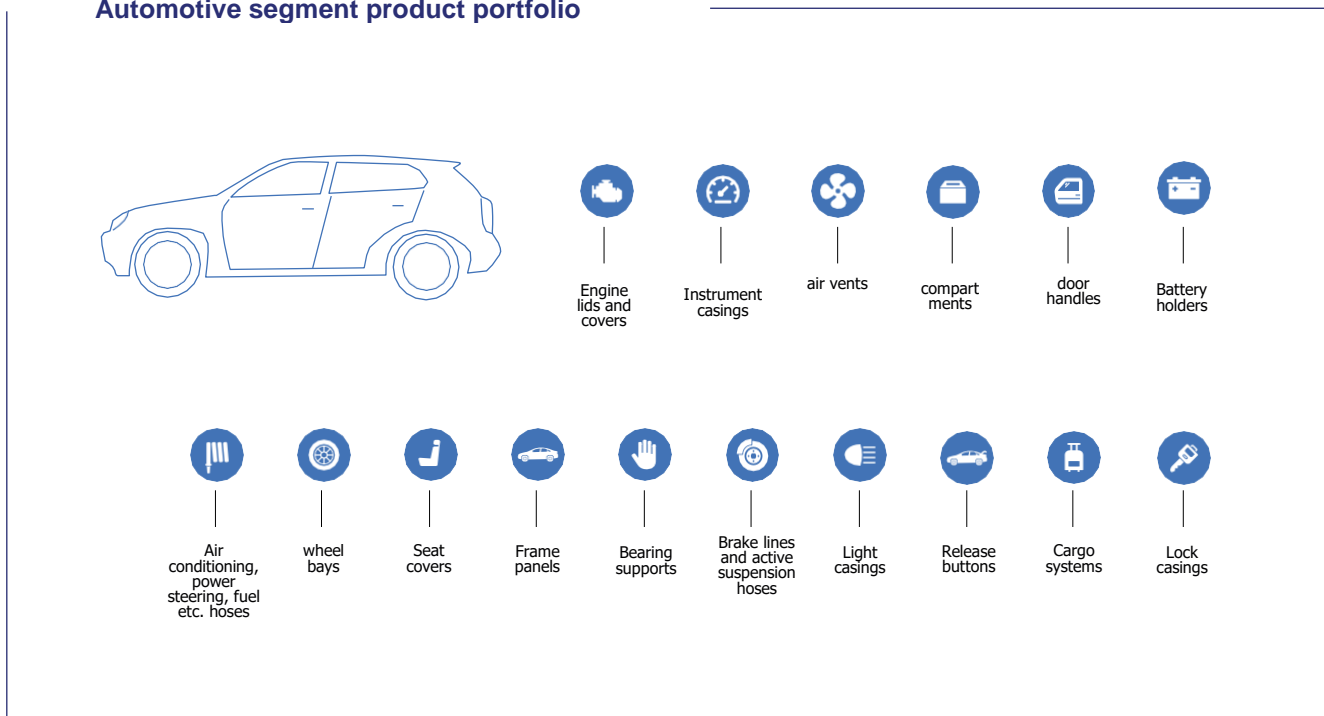 Automotive segment product portfolio
Engine
lids and
covers
Instrument
casings
air vents
compart
ments
door
handles
Battery
holders
Air
conditioning,
power
steering, fuel
etc. hoses
wheel
bays
Seat
covers
Frame
panels
Bearing
supports
Brake lines
and active
suspension
hoses
Light
casings
Release
buttons
Cargo
systems
Lock
casings